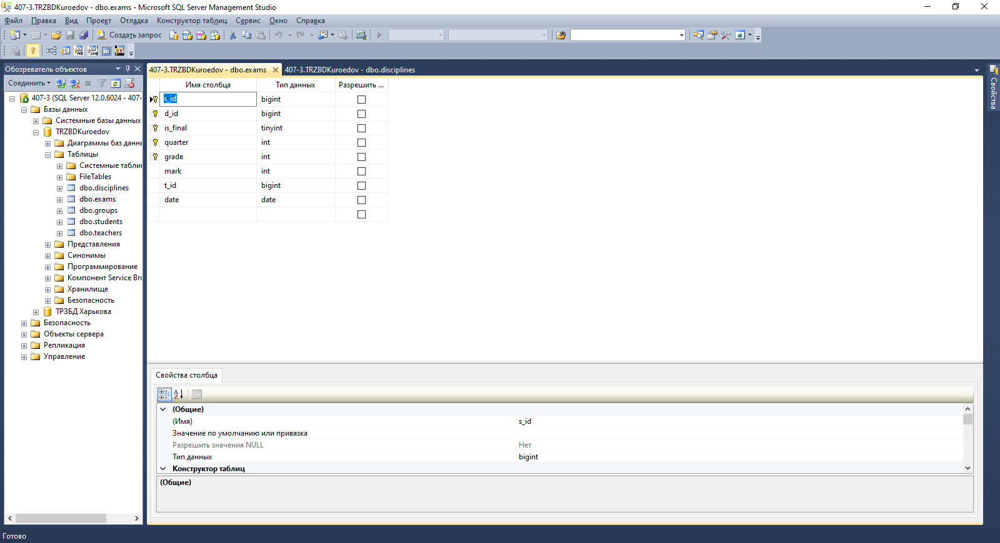 407-3.TRZBDKuroedov - dbo.exams - Microsoft SQL Server Management Studio
Файл Правка Вид Проект Отладка Конструктор таблиц Сервис Окно Справка
Создать запрос
Обозреватель объектов
Соединить
407-3 (SQL Server 12.0.6024 - 407-
Базы данных
Системные базы данных
TRZBDKuroedov
Диаграммы баз данн
Таблицы
Системные таблиц
FileTables
dbo.disciplines
dbo.exams
dbo.groups
dbo.students
dbo.teachers
Представления
Синонимы
Программирование
Компонент Service Bro
Хранилище
Безопасность
ТРЗБД Харькова
Безопасность
Объекты сервера
Репликация
Управление
407-3.TRZBDKuroedov - dbo.exams 407-3.TRZBDKuroedov - dbo.disciplines
Имя столбца Тип данных Разрешить ...
s_id bigint
d_id bigint
is_final tinyint
quarter int
grade int
mark int
t_id bigint
date date
Свойства столбца
(Общие)
(Имя) s_id
Значение по умолчанию или привязка
Разрешить значения NULL Нет
Тип данных bigint
Конструктор таблиц
(Общие)
Свойства
Готово